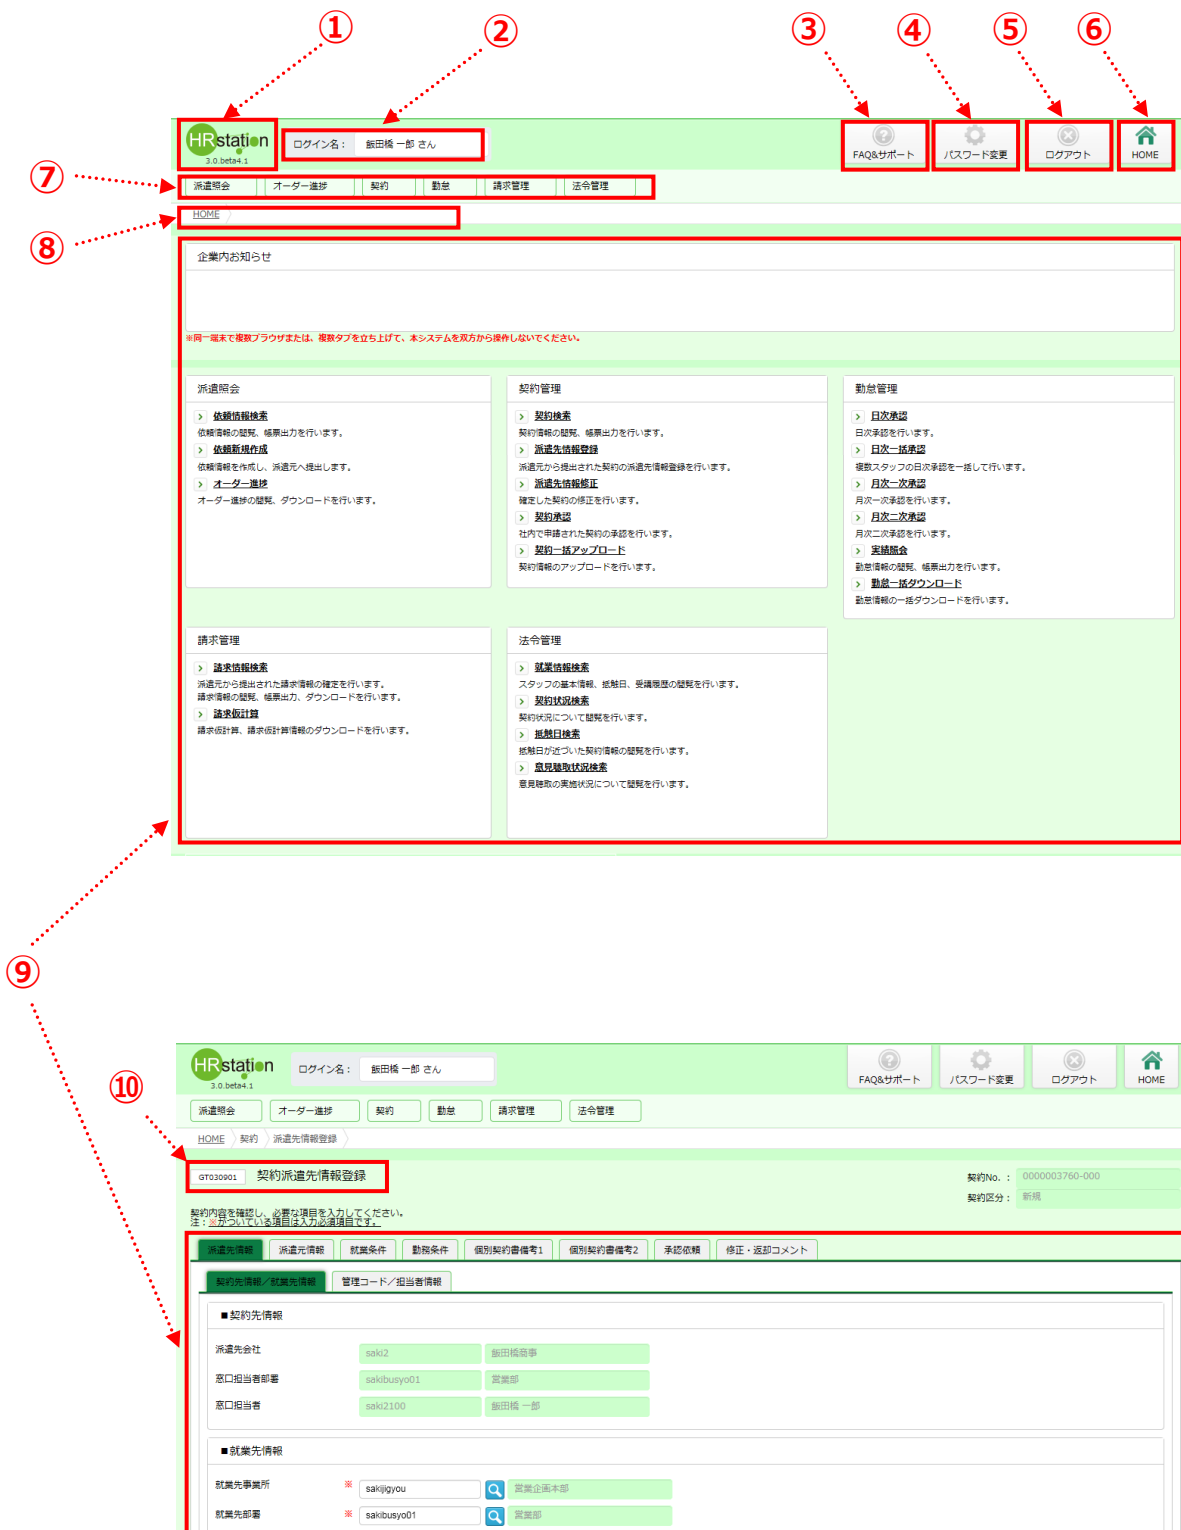 ① ② ③ ④ ⑤ ⑥
HRstation
3.0.beta4.1
ログイン名： 飯田橋 一郎 さん
FAQ&サポート パスワード変更 ログアウト HOME
⑦
派遣照会 オーダー進捗 契約 勤怠 請求管理 法令管理
HOME
⑧
企業内お知らせ
※同一端末で複数ブラウザまたは、複数タブを立ち上げて、本システムを双方から操作しないでください。
派遣照会
依頼情報検索
依頼情報の閲覧、帳票出力を行います。
依頼新規作成
依頼情報を作成し、派遣元へ提出します。
オーダー進捗
オーダー進捗の閲覧、ダウンロードを行います。
契約管理
契約検索
契約情報の閲覧、帳票出力を行います。
派遣先情報登録
派遣元から提出された契約の派遣先情報登録を行います。
派遣先情報修正
確定した契約の修正を行います。
契約承認
社内で申請された契約の承認を行います。
契約一括アップロード
契約情報のアップロードを行います。
勤怠管理
日次承認
日次承認を行います。
日次一括承認
複数スタッフの日次承認を一括して行います。
月次一次承認
月次一次承認を行います。
月次二次承認
月次二次承認を行います。
実績照会
勤怠情報の閲覧、帳票出力を行います。
勤怠一括ダウンロード
勤怠情報の一括ダウンロードを行います。
請求管理
請求情報検索
派遣元から提出された請求情報の確定を行います。
請求情報の閲覧、帳票出力、ダウンロードを行います。
請求仮計算
請求仮計算、請求仮計算情報のダウンロードを行います。
法令管理
就業情報検索
スタッフの基本情報、抵触日、受講履歴の閲覧を行います。
契約状況検索
契約状況について閲覧を行います。
抵触日検索
抵触日が近づいた契約情報の閲覧を行います。
意見聴取状況検索
意見聴取の実施状況について閲覧を行います。
⑨
⑩
HRstation
3.0.beta4.1
ログイン名： 飯田橋 一郎 さん
FAQ&サポート パスワード変更 ログアウト HOME
派遣照会 オーダー進捗 契約 勤怠 請求管理 法令管理
HOME 契約 派遣先情報登録
GT030901 契約派遣先情報登録
契約No.： 0000003760-000
契約区分： 新規
契約内容を確認し、必要な項目を入力してください。
注：※がついている項目は入力必須項目です。
派遣先情報 派遣元情報 就業条件 勤務条件 個別契約書備考1 個別契約書備考2 承認依頼 修正・返却コメント
契約先情報／就業先情報 管理コード／担当者情報
■契約先情報
派遣先会社 saki2 飯田橋商事
窓口担当者部署 sakibusyo01 営業部
窓口担当者 saki2100 飯田橋 一郎
■就業先情報
就業先事業所 ※ sakijigyou 営業企画本部
就業先部署 ※ sakibusyo01 営業部